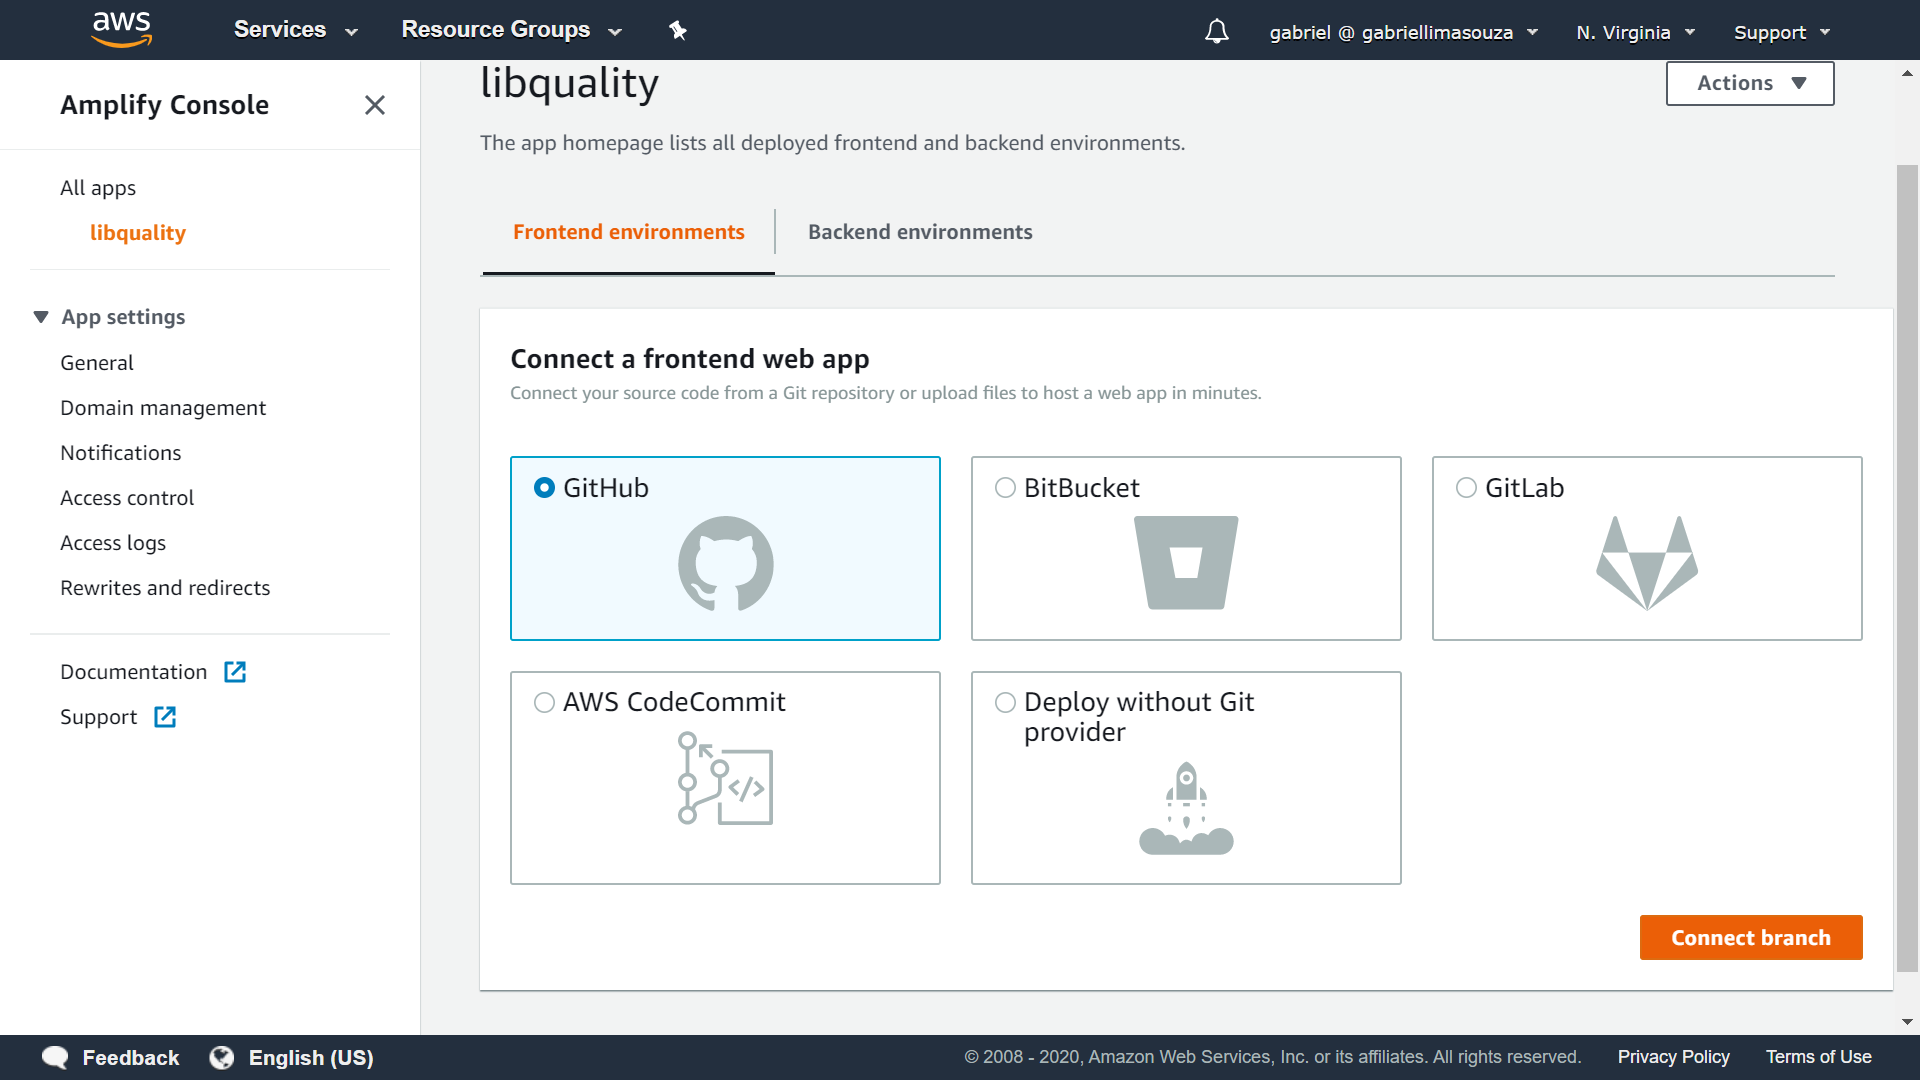 aws
Services
Resource Groups
gabriel @ gabriellimasouza
N. Virginia
Support
Amplify Console
All apps
libquality
App settings
General
Domain management
Notifications
Access control
Access logs
Rewrites and redirects
Documentation
Support
libquality
Actions
The app homepage lists all deployed frontend and backend environments.
Frontend environments
Backend environments
Connect a frontend web app
Connect your source code from a Git repository or upload files to host a web app in minutes.
GitHub
BitBucket
GitLab
AWS CodeCommit
</>
Deploy without Git
provider
Connect branch
Feedback
English (US)
© 2008 - 2020, Amazon Web Services, Inc. or its affiliates. All rights reserved.
Privacy Policy
Terms of Use